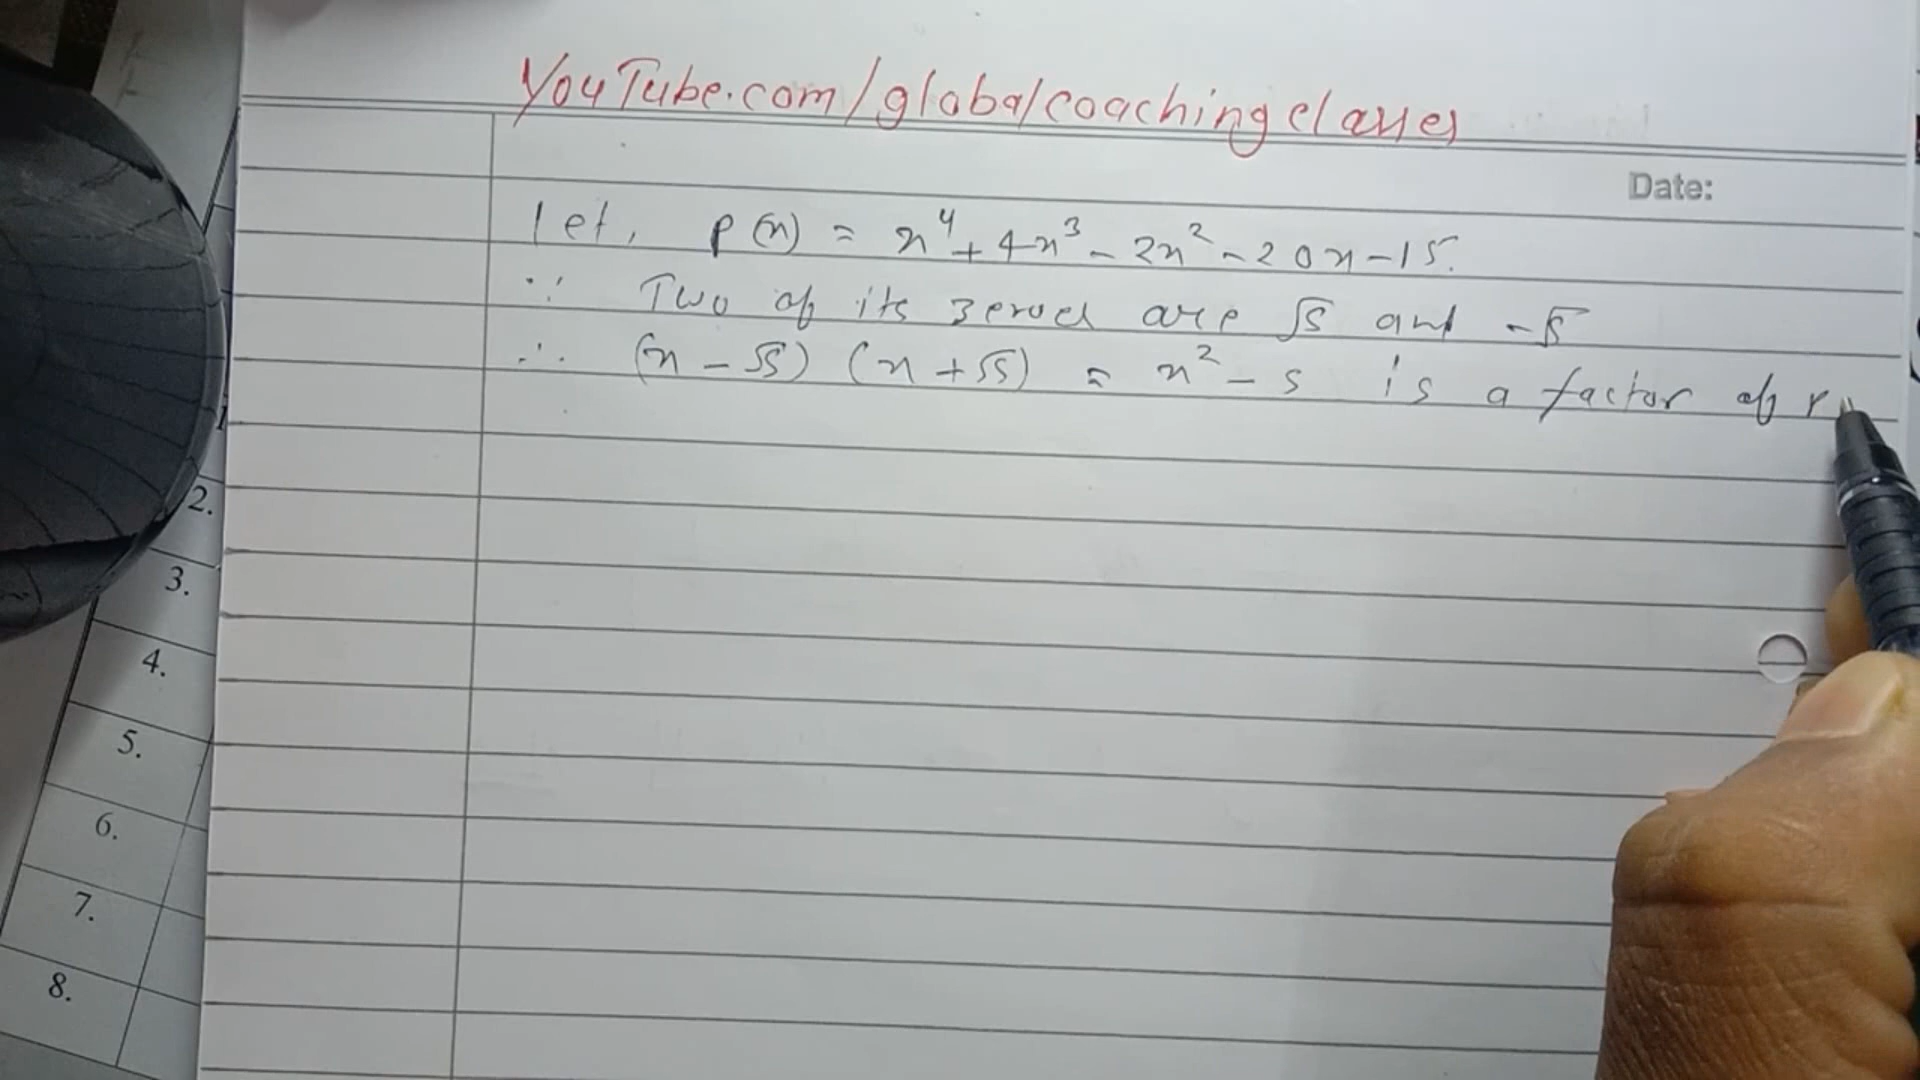 YouTube.com/globalcoachingclasses
Date:
Let, p(x) = x⁴ + 4x³ - 2x² - 20x - 15.
∵ Two of its zeroes are √5 and -√5
∴ (x - √5) (x + √5) = x² - 5 is a factor of
2.
3.
4.
5.
6.
7.
8.